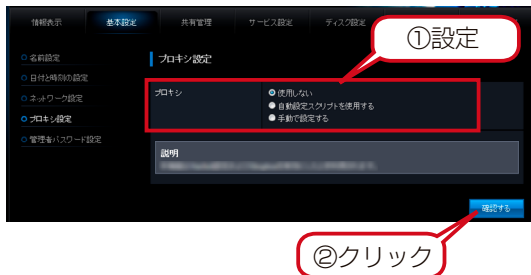 情報表示 基本設定 共有管理 サービス設定 ディスク設定
①設定
名前設定
日付と時刻の設定
ネットワーク設定
プロキシ設定
管理者パスワード設定
プロキシ設定
プロキシ
使用しない
自動設定スクリプトを使用する
手動で設定する
説明
確認する
②クリック